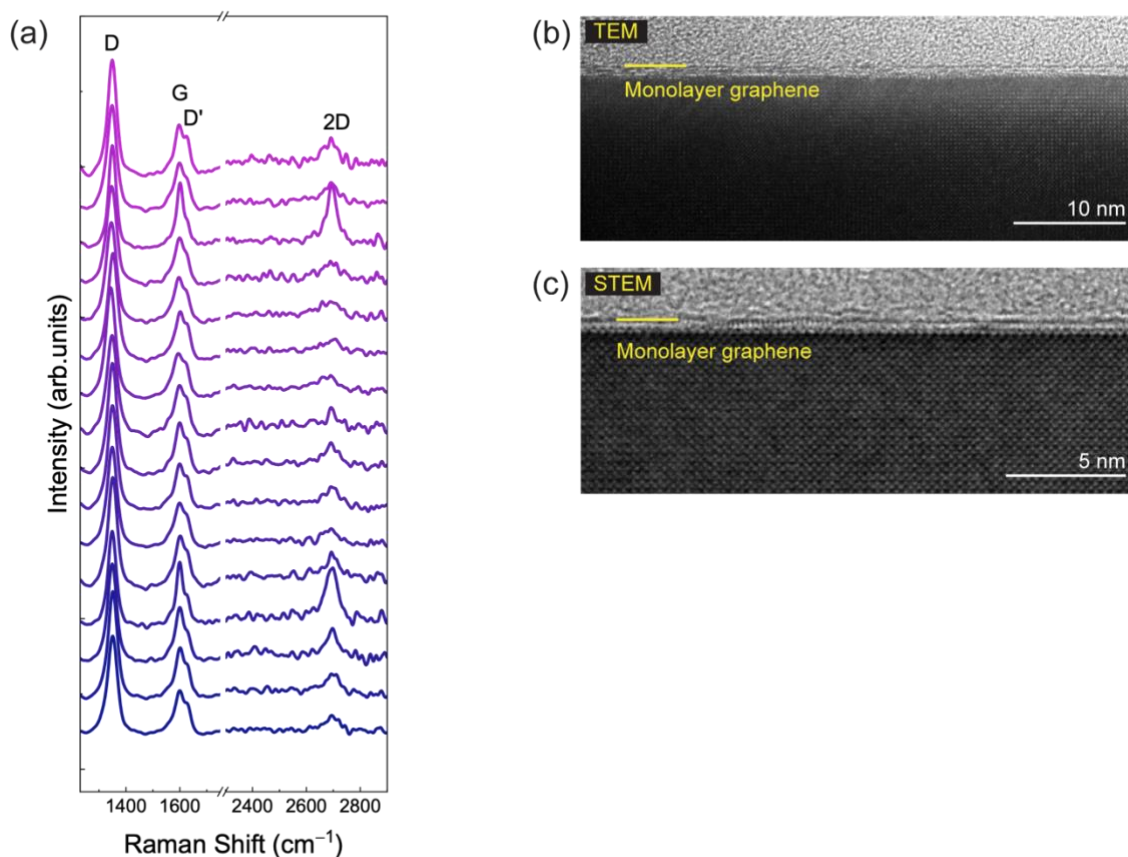 (a)
D
G
D'
2D
Intensity (arb.units)
1400 1600 2400 2600 2800
Raman Shift (cm⁻¹)
(b)
TEM
Monolayer graphene
10 nm
(c)
STEM
Monolayer graphene
5 nm